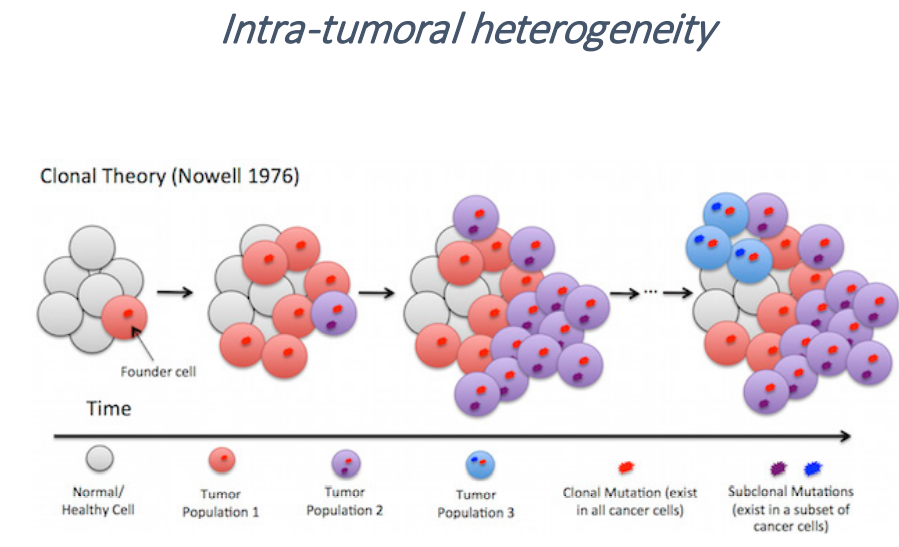 Intra-tumoral heterogeneity
Clonal Theory (Nowell 1976)
...
Founder cell
Time
Normal/
Healthy Cell
Tumor
Population 1
Tumor
Population 2
Tumor
Population 3
Clonal Mutation (exist
in all cancer cells)
Subclonal Mutations
(exist in a subset of
cancer cells)